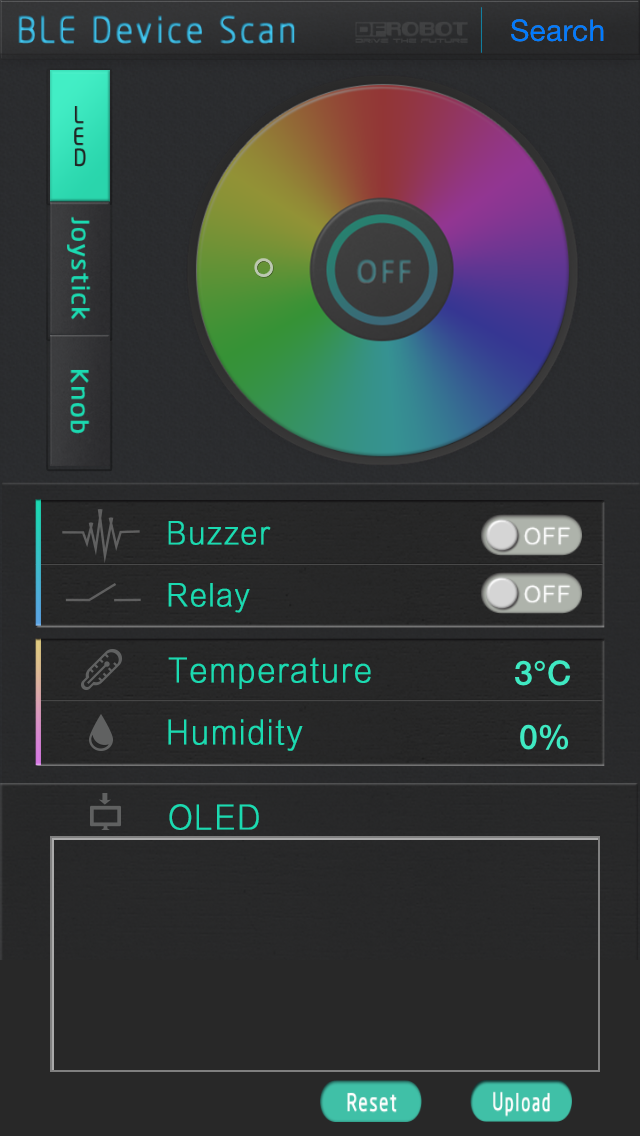 BLE Device Scan
DFROBOT
DRIVE THE FUTURE
Search
LED
Joystick
Knob
OFF
Buzzer OFF
Relay OFF
Temperature 3°C
Humidity 0%
OLED
Reset Upload